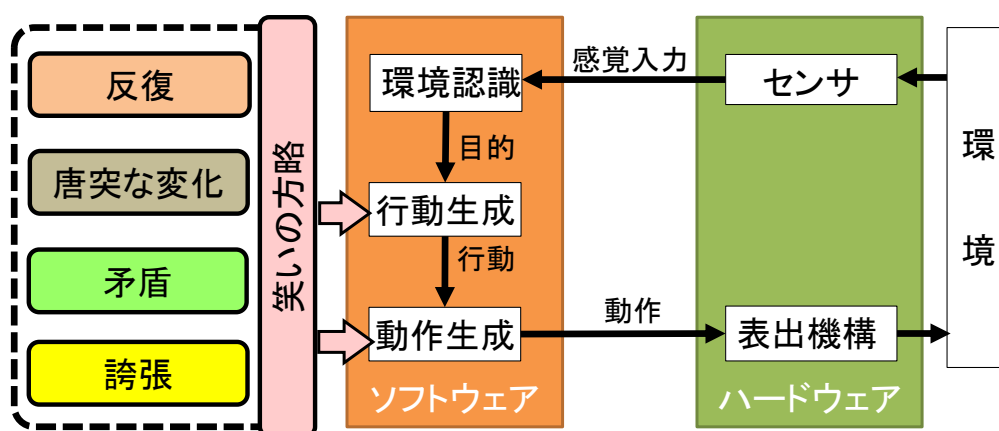 反復
唐突な変化
矛盾
誇張
笑いの方略
環境認識
目的
行動生成
行動
動作生成
ソフトウェア
感覚入力
動作
センサ
表出機構
ハードウェア
環境